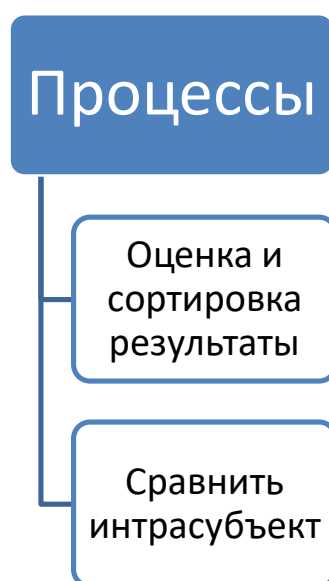 Процессы
Оценка и
сортировка
результаты
Сравнить
интрасубъект